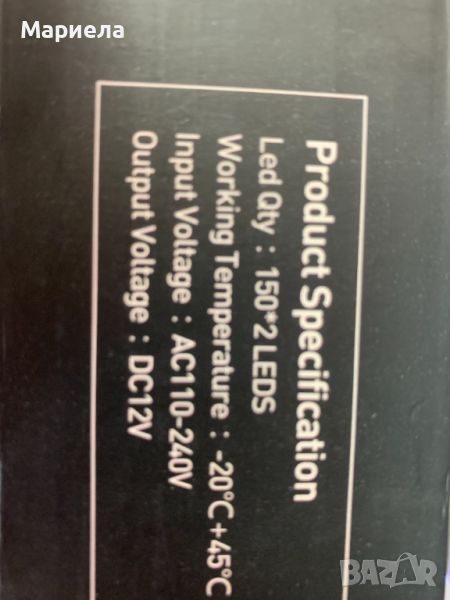 Мариела
Product Specification
Led Qty : 150*2 LEDS
Working Temperature : -20°C+45°C
Input Voltage : AC110-240V
Output Voltage : DC12V
BAZAR